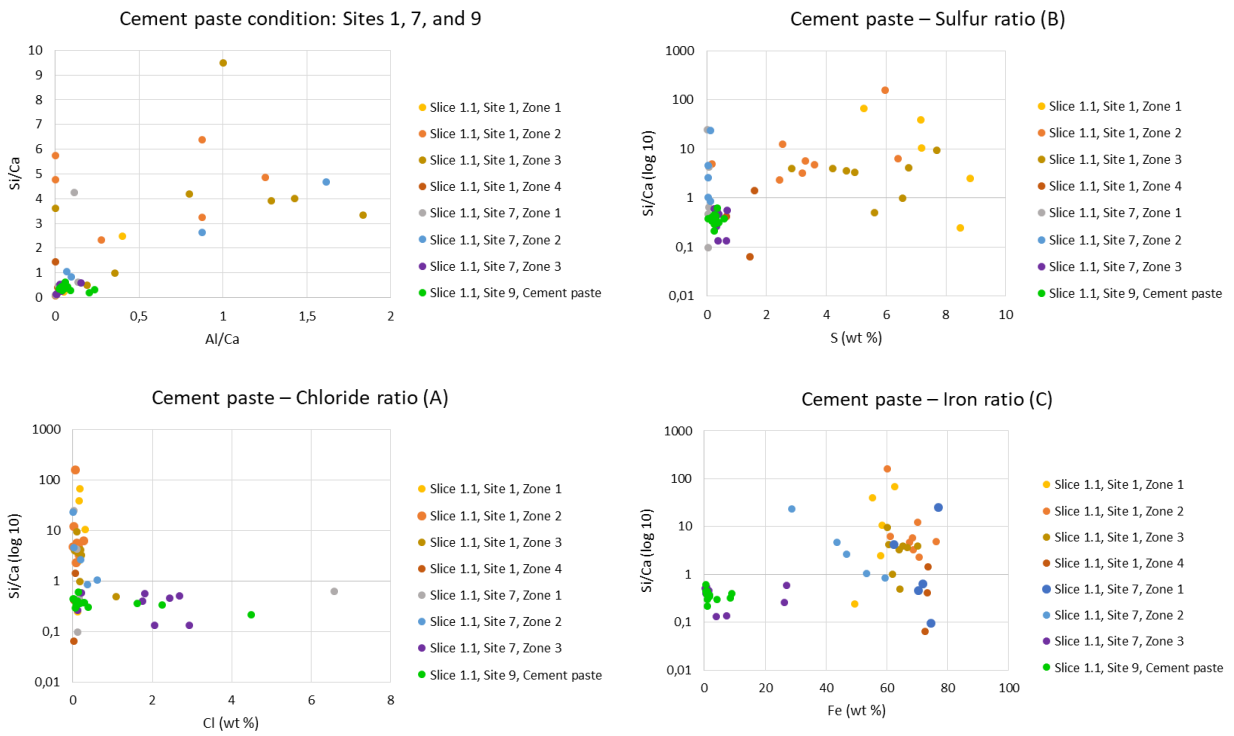 Cement paste condition: Sites 1, 7, and 9
Si/Ca
10
9
8
7
6
5
4
3
2
1
0
0
0,5
1
1,5
2
Al/Ca
Slice 1.1, Site 1, Zone 1
Slice 1.1, Site 1, Zone 2
Slice 1.1, Site 1, Zone 3
Slice 1.1, Site 1, Zone 4
Slice 1.1, Site 7, Zone 1
Slice 1.1, Site 7, Zone 2
Slice 1.1, Site 7, Zone 3
Slice 1.1, Site 9, Cement paste
Cement paste – Sulfur ratio (B)
Si/Ca (log 10)
1000
100
10
1
0,1
0,01
0
2
4
6
8
10
S (wt %)
Slice 1.1, Site 1, Zone 1
Slice 1.1, Site 1, Zone 2
Slice 1.1, Site 1, Zone 3
Slice 1.1, Site 1, Zone 4
Slice 1.1, Site 7, Zone 1
Slice 1.1, Site 7, Zone 2
Slice 1.1, Site 7, Zone 3
Slice 1.1, Site 9, Cement paste
Cement paste – Chloride ratio (A)
Si/Ca (log 10)
1000
100
10
1
0,1
0,01
0
2
4
6
8
Cl (wt %)
Slice 1.1, Site 1, Zone 1
Slice 1.1, Site 1, Zone 2
Slice 1.1, Site 1, Zone 3
Slice 1.1, Site 1, Zone 4
Slice 1.1, Site 7, Zone 1
Slice 1.1, Site 7, Zone 2
Slice 1.1, Site 7, Zone 3
Slice 1.1, Site 9, Cement paste
Cement paste – Iron ratio (C)
Si/Ca (log 10)
1000
100
10
1
0,1
0,01
0
20
40
60
80
100
Fe (wt %)
Slice 1.1, Site 1, Zone 1
Slice 1.1, Site 1, Zone 2
Slice 1.1, Site 1, Zone 3
Slice 1.1, Site 1, Zone 4
Slice 1.1, Site 7, Zone 1
Slice 1.1, Site 7, Zone 2
Slice 1.1, Site 7, Zone 3
Slice 1.1, Site 9, Cement paste